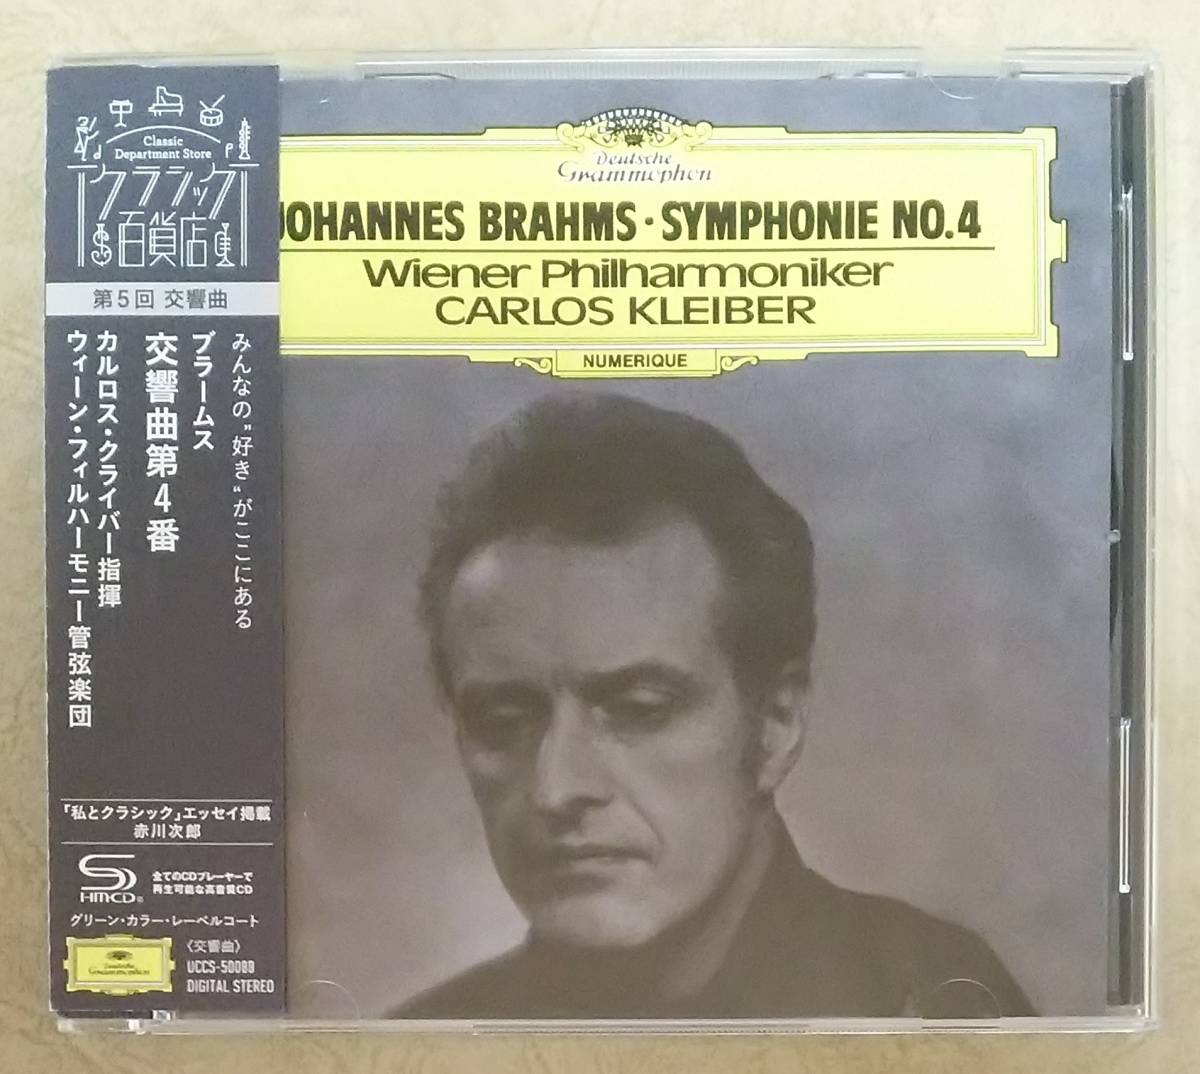 Classic
Department Store
クラシック
百貨店
第5回 交響曲
みんなの"好き"がここにある
ブラームス
交響曲第4番
カルロス・クライバー指揮
ウィーン・フィルハーモニー管弦楽団
「私とクラシック」エッセイ掲載
赤川次郎
SHM-CD®
全てのCDプレーヤーで
再生可能な高音質CD
グリーン・カラー・レーベルコート
Deutsche
Grammophon
〈交響曲〉
UCCS-50089
DIGITAL STEREO
Deutsche
Grammophon
JOHANNES BRAHMS · SYMPHONIE NO.4
Wiener Philharmoniker
CARLOS KLEIBER
NUMERIQUE